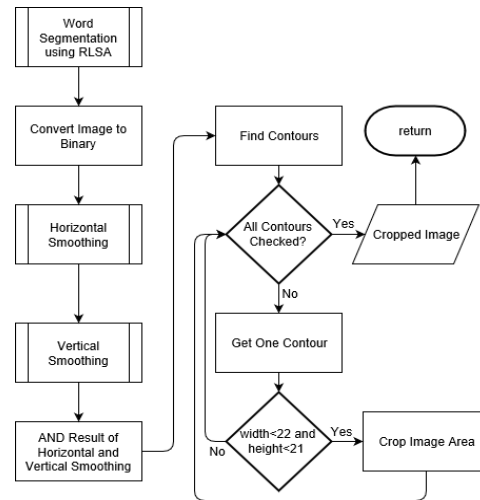 Word
Segmentation
using RLSA
Convert Image to
Binary
Horizontal
Smoothing
Vertical
Smoothing
AND Result of
Horizontal and
Vertical Smoothing
Find Contours
All Contours
Checked?
Yes
Cropped Image
return
No
Get One Contour
width<22 and
height<21
No
Yes
Crop Image Area